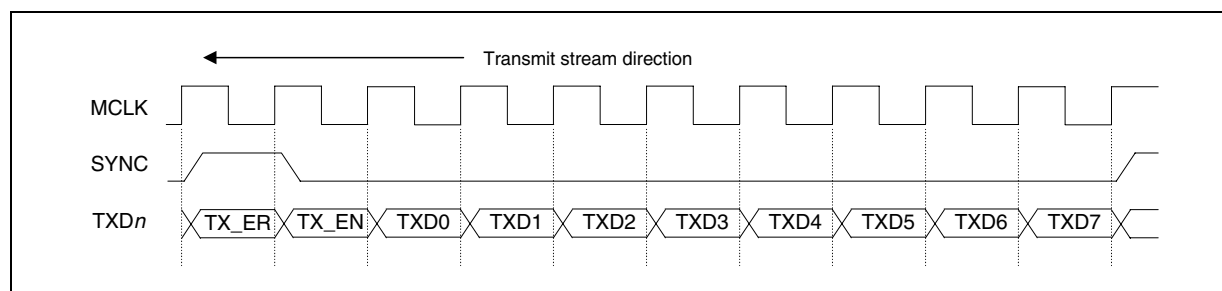 Transmit stream direction
MCLK
SYNC
TXDn TX_ER TX_EN TXD0 TXD1 TXD2 TXD3 TXD4 TXD5 TXD6 TXD7